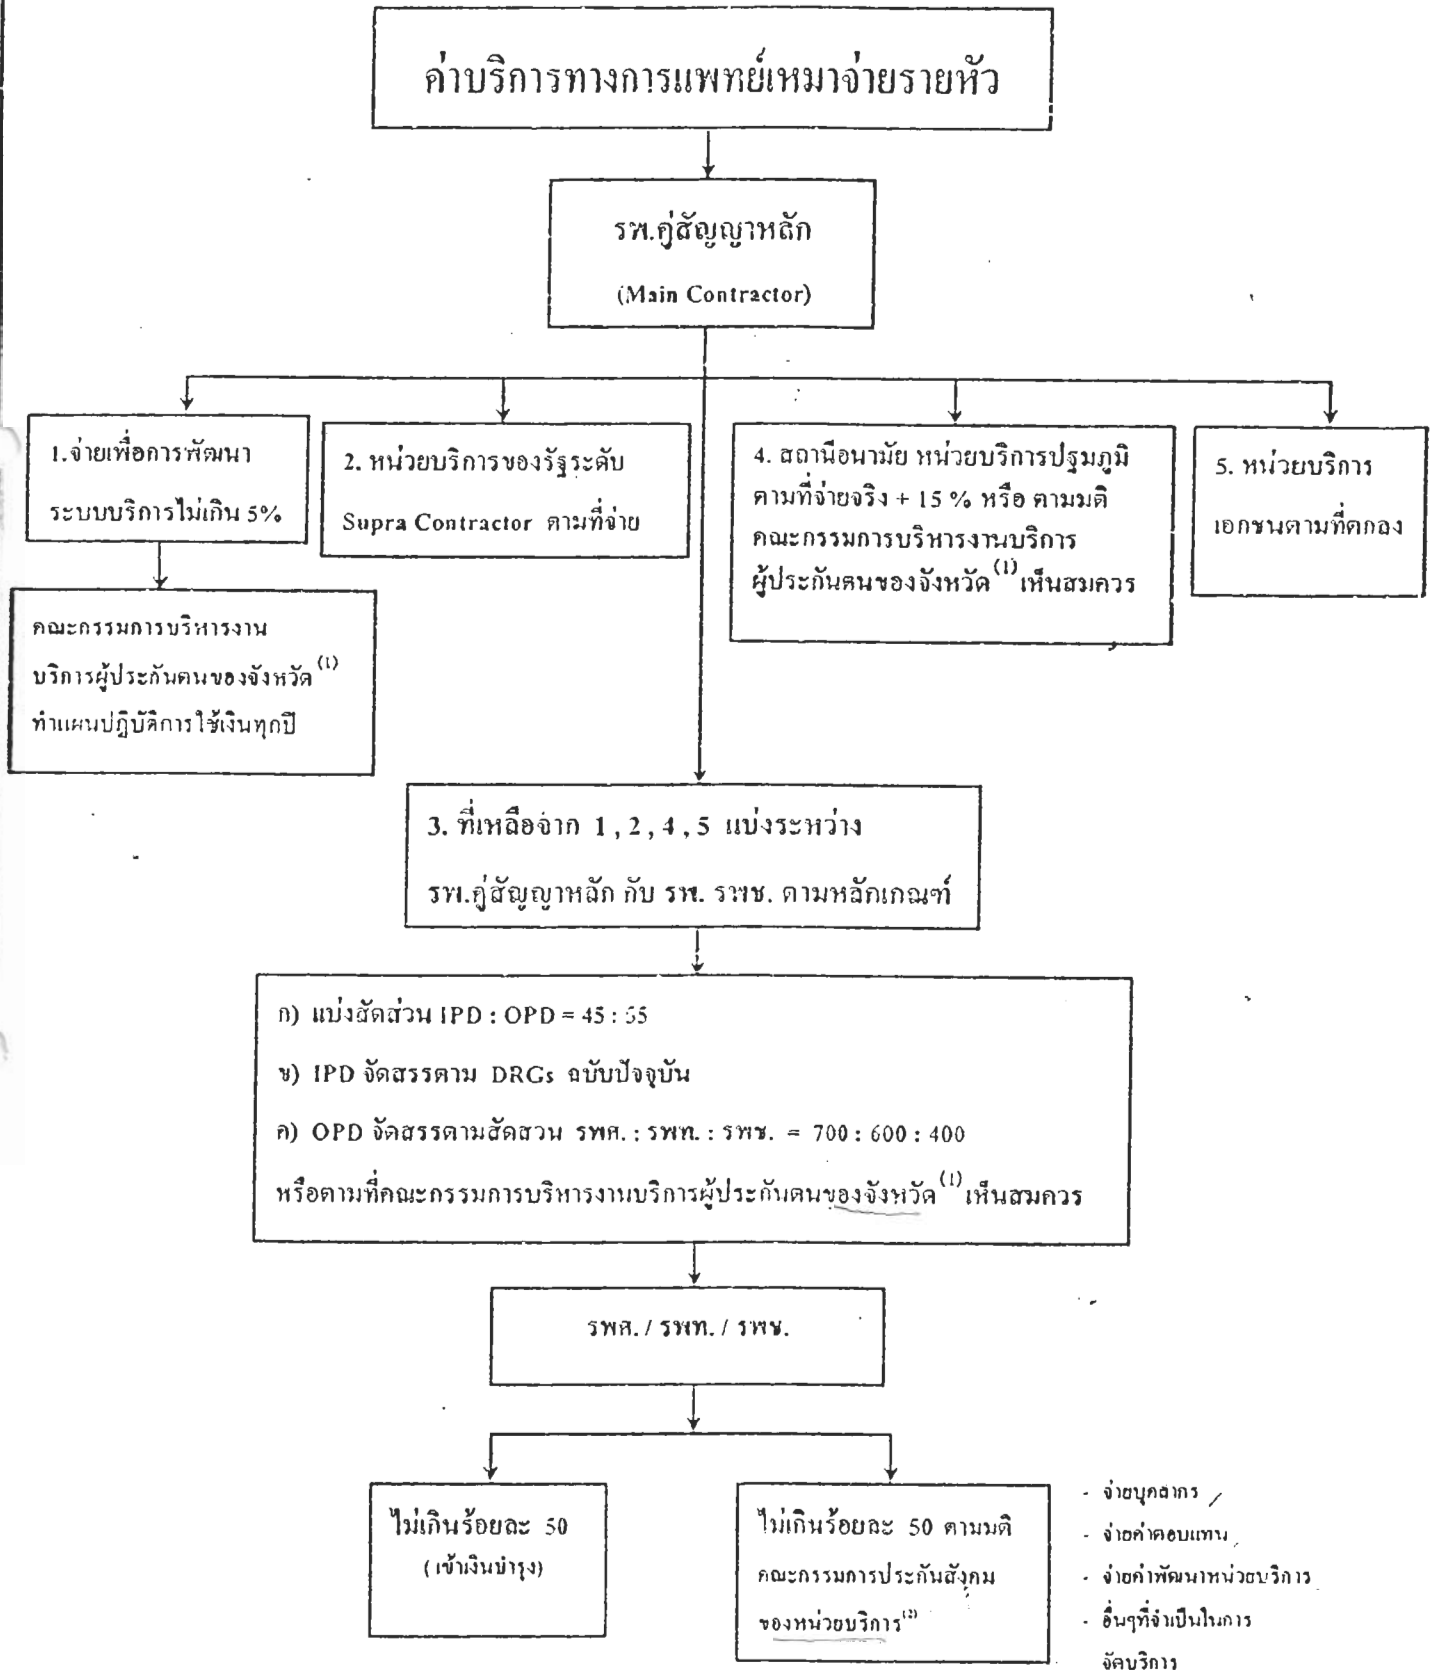 ค่าบริการทางการแพทย์เหมาจ่ายรายหัว
รพ.คู่สัญญาหลัก
(Main Contractor)
1.จ่ายเพื่อการพัฒนา
ระบบบริการไม่เกิน 5%
2. หน่วยบริการของรัฐระดับ
Supra Contractor ตามที่จ่าย
4. สถานีอนามัย หน่วยบริการปฐมภูมิ
ตามที่จ่ายจริง + 15 % หรือ ตามมติ
คณะกรรมการบริหารงานบริการ
ผู้ประกันตนของจังหวัด (1) เห็นสมควร
5. หน่วยบริการ
เอกชนตามที่ตกลง
คณะกรรมการบริหารงาน
บริการผู้ประกันตนของจังหวัด (1)
ทำแผนปฏิบัติการใช้เงินทุกปี
3. ที่เหลือจาก 1 , 2 , 4 , 5 แบ่งระหว่าง
รพ.คู่สัญญาหลัก กับ รพ. รพช. ตามหลักเกณฑ์
ก) แบ่งสัดส่วน IPD : OPD = 45 : 55
ข) IPD จัดสรรตาม DRGs ฉบับปัจจุบัน
ค) OPD จัดสรรตามสัดสวน รพศ. : รพท. : รพช. = 700 : 600 : 400
หรือตามที่คณะกรรมการบริหารงานบริการผู้ประกันตนของจังหวัด (1) เห็นสมควร
รพศ. / รพท. / รพช.
ไม่เกินร้อยละ 50
( เข้าเงินบำรุง)
ไม่เกินร้อยละ 50 ตามมติ
คณะกรรมการประกันสังคม
ของหน่วยบริการ (2)
- จ่ายบุคลากร
- จ่ายค่าตอบแทน
- จ่ายค่าพัฒนาหน่วยบริการ
- อื่นๆที่จำเป็นในการ
จัดบริการ